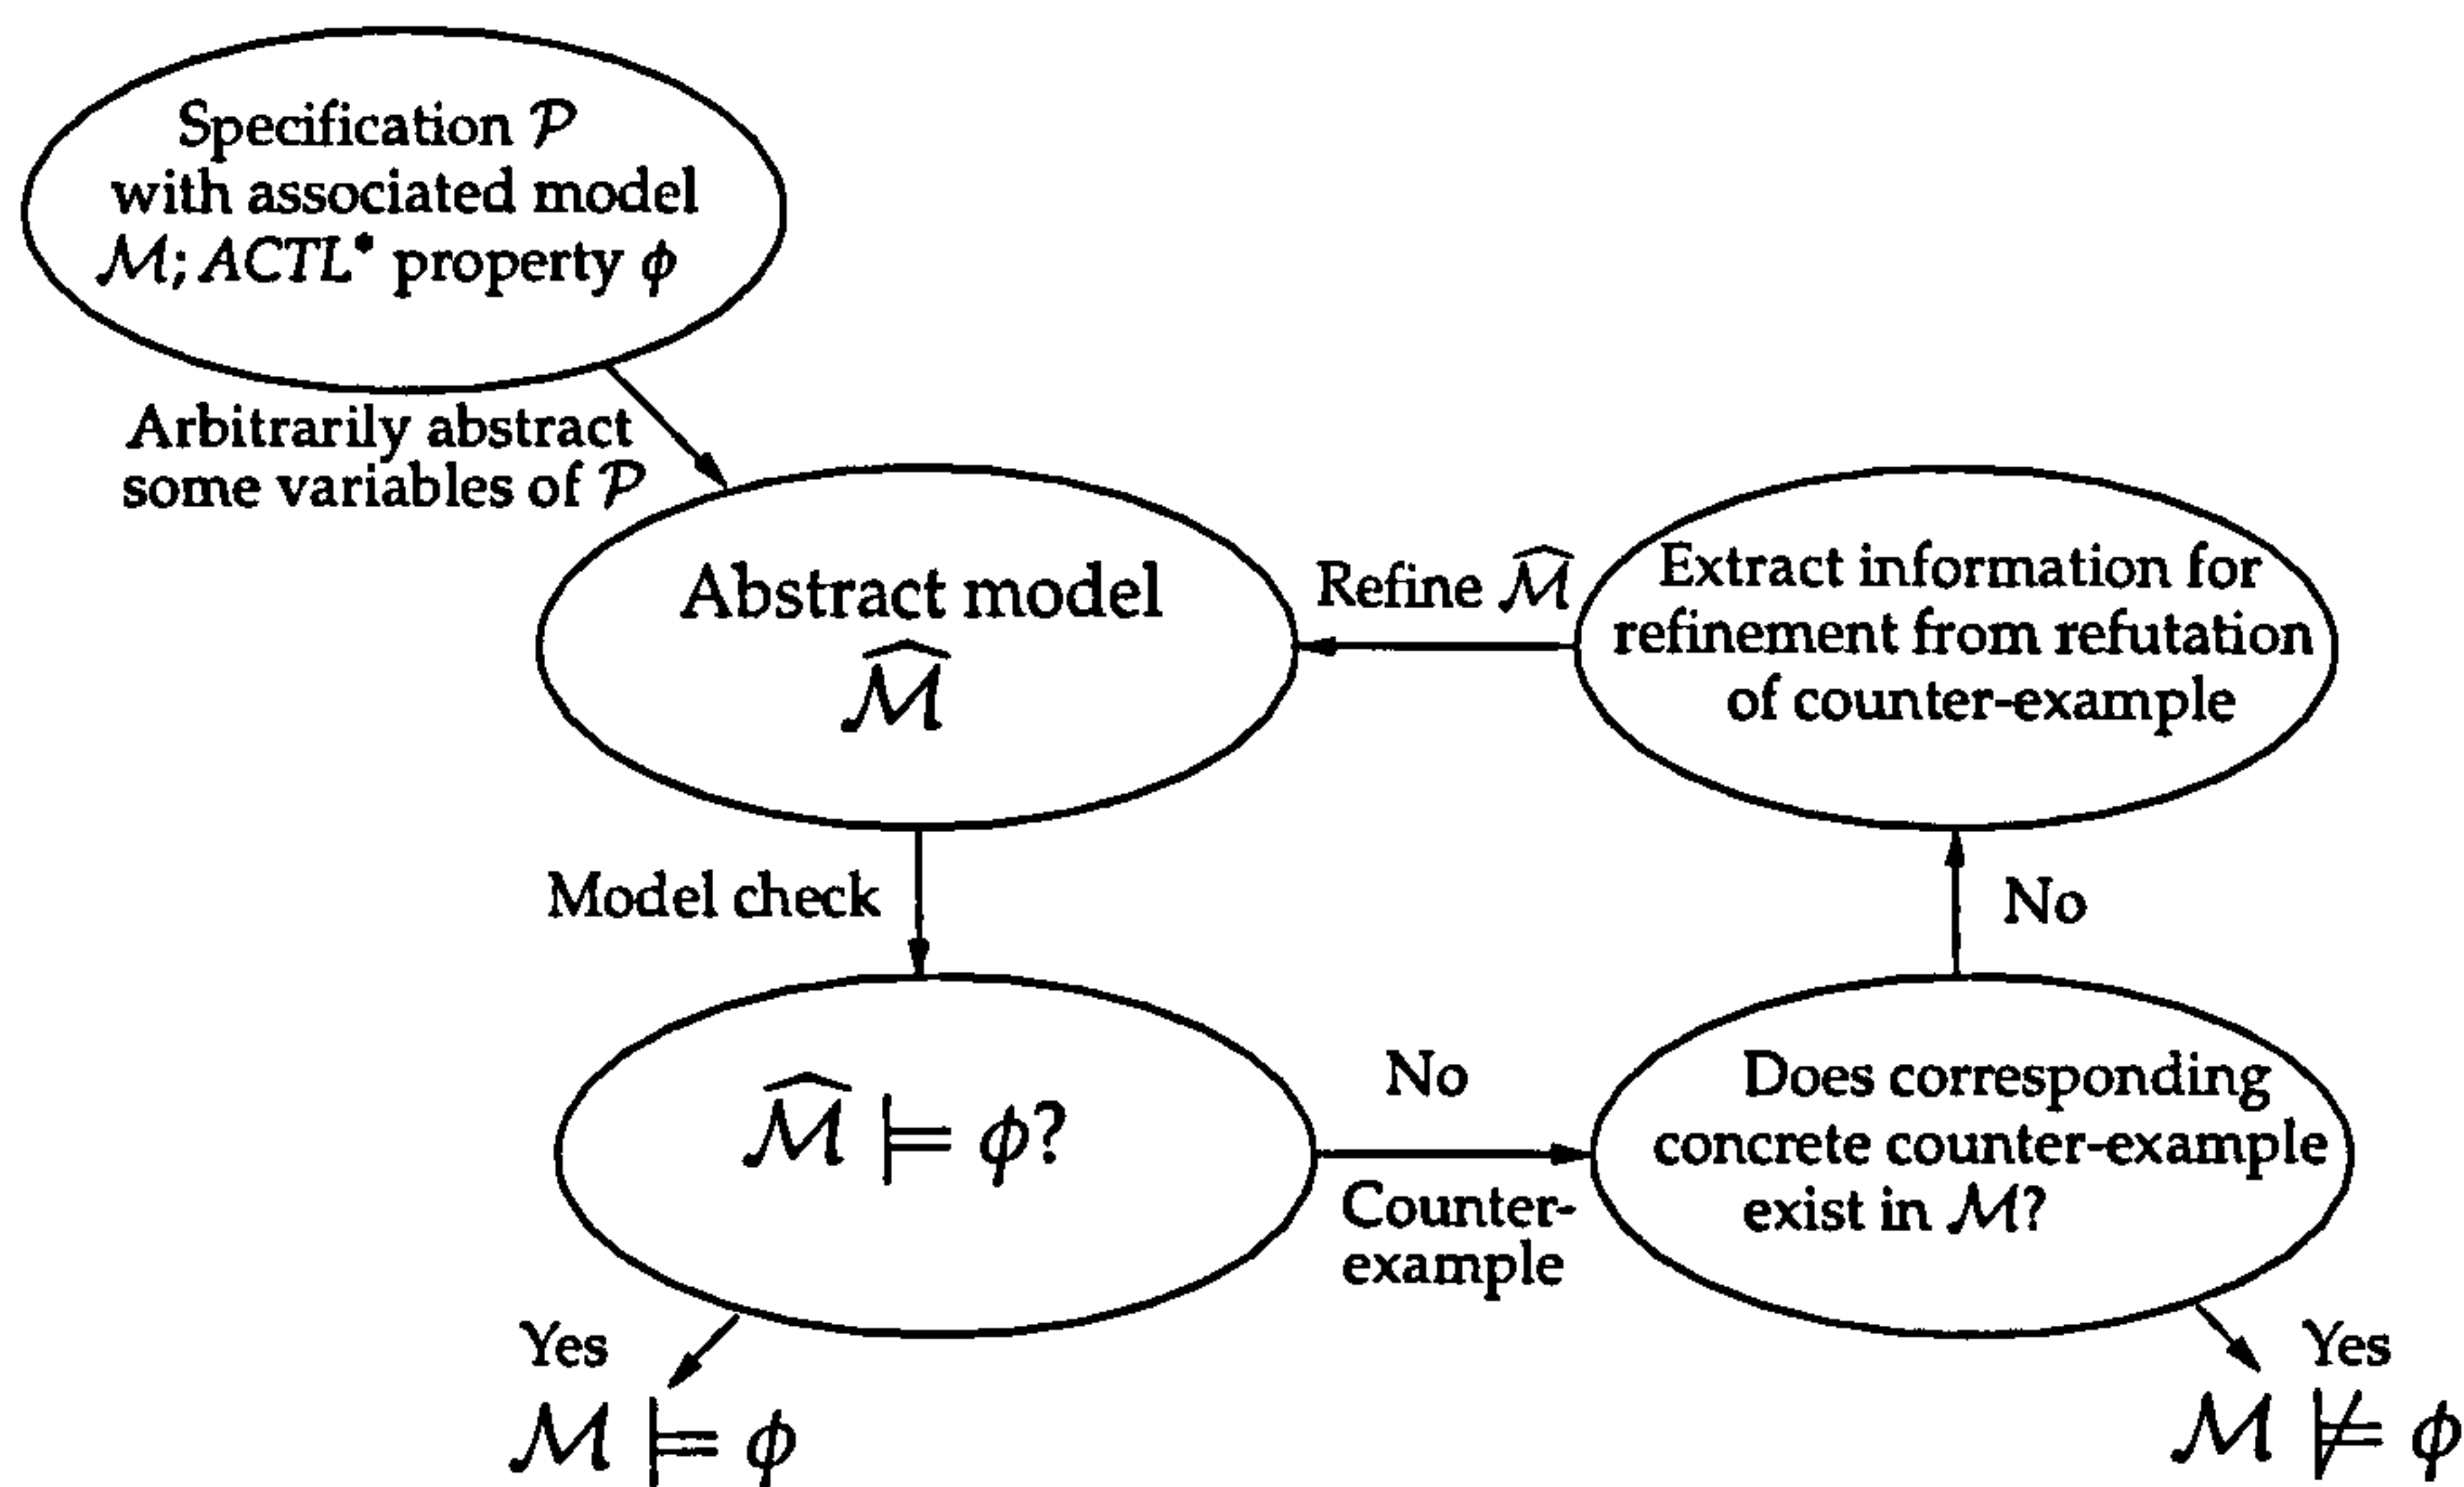 Specification 𝒫
with associated model
ℳ; ACTL* property ϕ
Arbitrarily abstract
some variables of 𝒫
Abstract model
ℳ̂
Refine ℳ̂
Extract information for
refinement from refutation
of counter-example
Model check
No
ℳ̂ ⊨ ϕ?
No
Counter-
example
Does corresponding
concrete counter-example
exist in ℳ?
Yes
ℳ ⊨ ϕ
Yes
ℳ ⊭ ϕ